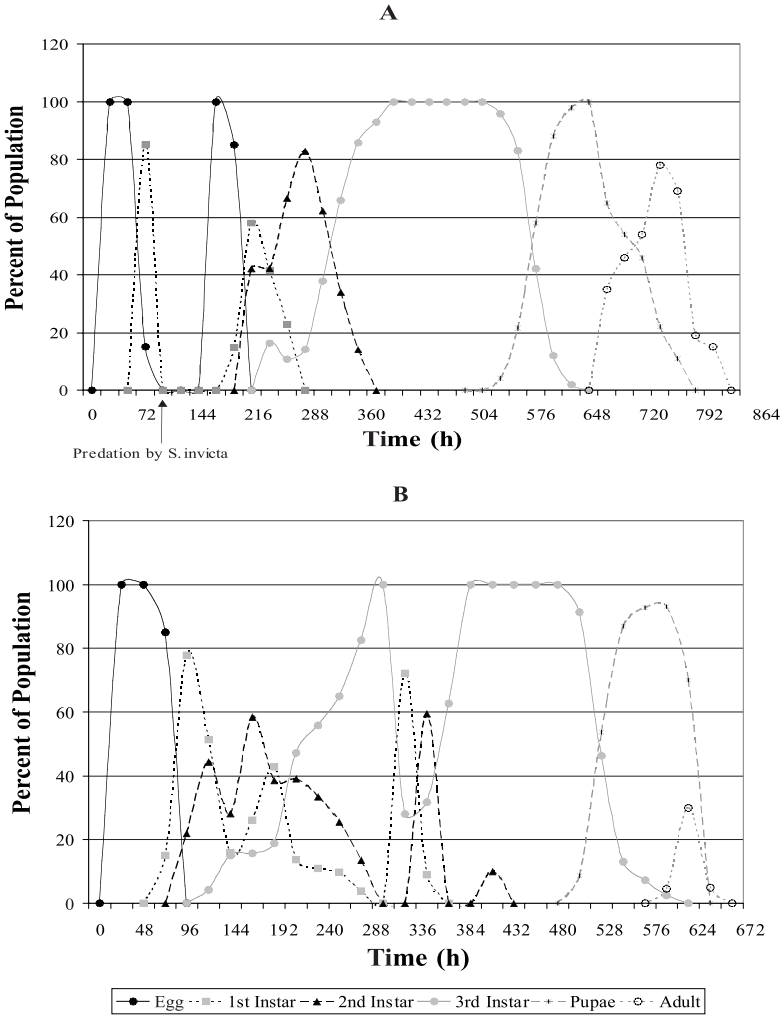 A
120
100
80
60
40
20
0
Percent of Population
0 72 144 216 288 360 432 504 576 648 720 792 864
Time (h)
Predation by S. invicta
B
120
100
80
60
40
20
0
Percent of Population
0 48 96 144 192 240 288 336 384 432 480 528 576 624 672
Time (h)
Egg 1st Instar 2nd Instar 3rd Instar Pupae Adult